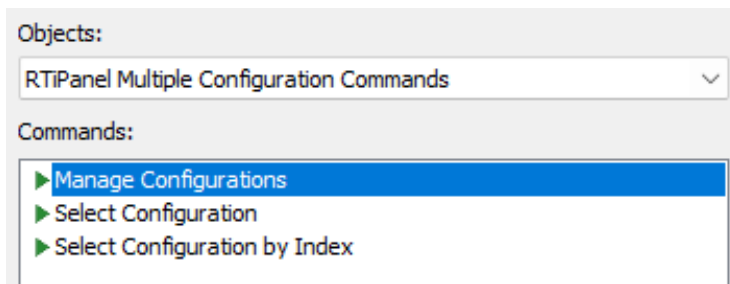 Objects:
RTiPanel Multiple Configuration Commands
Commands:
Manage Configurations
Select Configuration
Select Configuration by Index